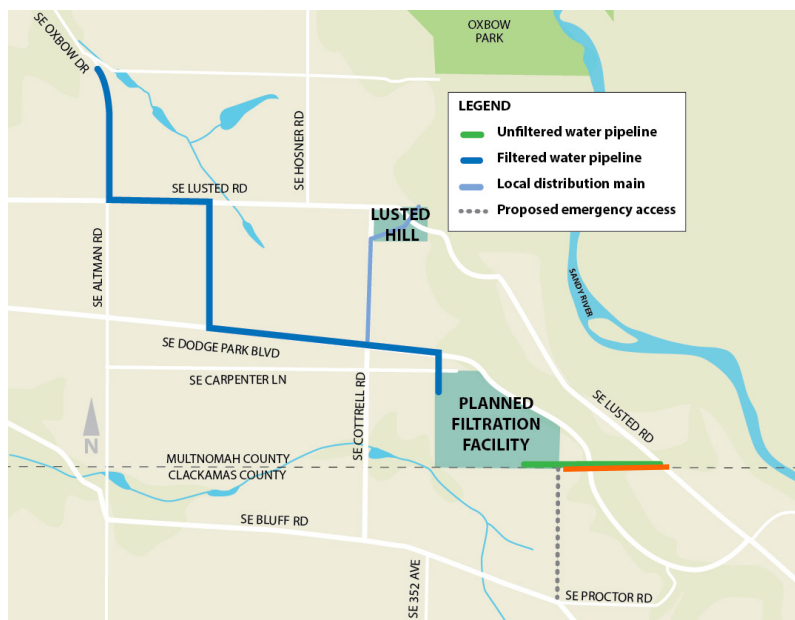 SE OXBOW DR
OXBOW
PARK
LEGEND
Unfiltered water pipeline
Filtered water pipeline
Local distribution main
Proposed emergency access
SE HOSNER RD
SE LUSTED RD
LUSTED
HILL
SE ALTMAN RD
SANDY RIVER
SE DODGE PARK BLVD
SE CARPENTER LN
SE COTTRELL RD
PLANNED
FILTRATION
FACILITY
SE LUSTED RD
N
MULTNOMAH COUNTY
CLACKAMAS COUNTY
SE BLUFF RD
SE 352 AVE
SE PROCTOR RD